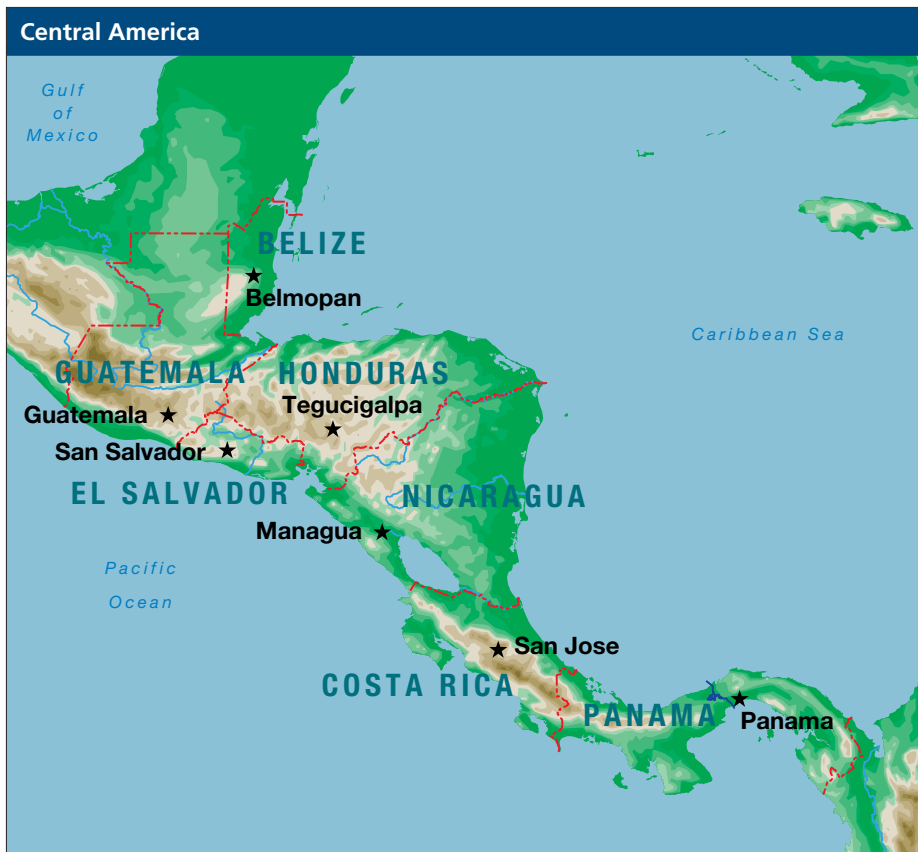 Central America
Gulf
of
Mexico
BELIZE
Belmopan
Caribbean Sea
GUATEMALA
HONDURAS
Guatemala
Tegucigalpa
San Salvador
EL SALVADOR
NICARAGUA
Managua
Pacific
Ocean
San Jose
COSTA RICA
PANAMA
Panama